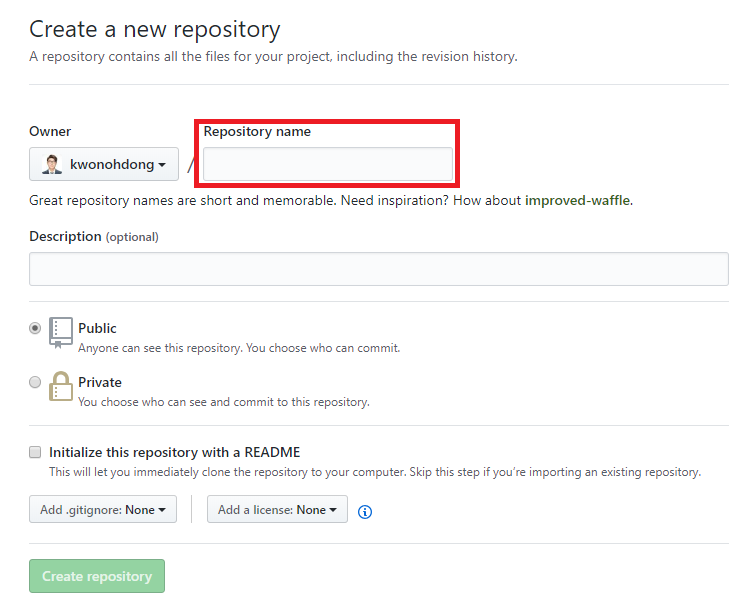 Create a new repository
A repository contains all the files for your project, including the revision history.
Owner
Repository name
kwonohdong
/
Great repository names are short and memorable. Need inspiration? How about improved-waffle.
Description (optional)
Public
Anyone can see this repository. You choose who can commit.
Private
You choose who can see and commit to this repository.
Initialize this repository with a README
This will let you immediately clone the repository to your computer. Skip this step if you’re importing an existing repository.
Add .gitignore: None
Add a license: None
Create repository